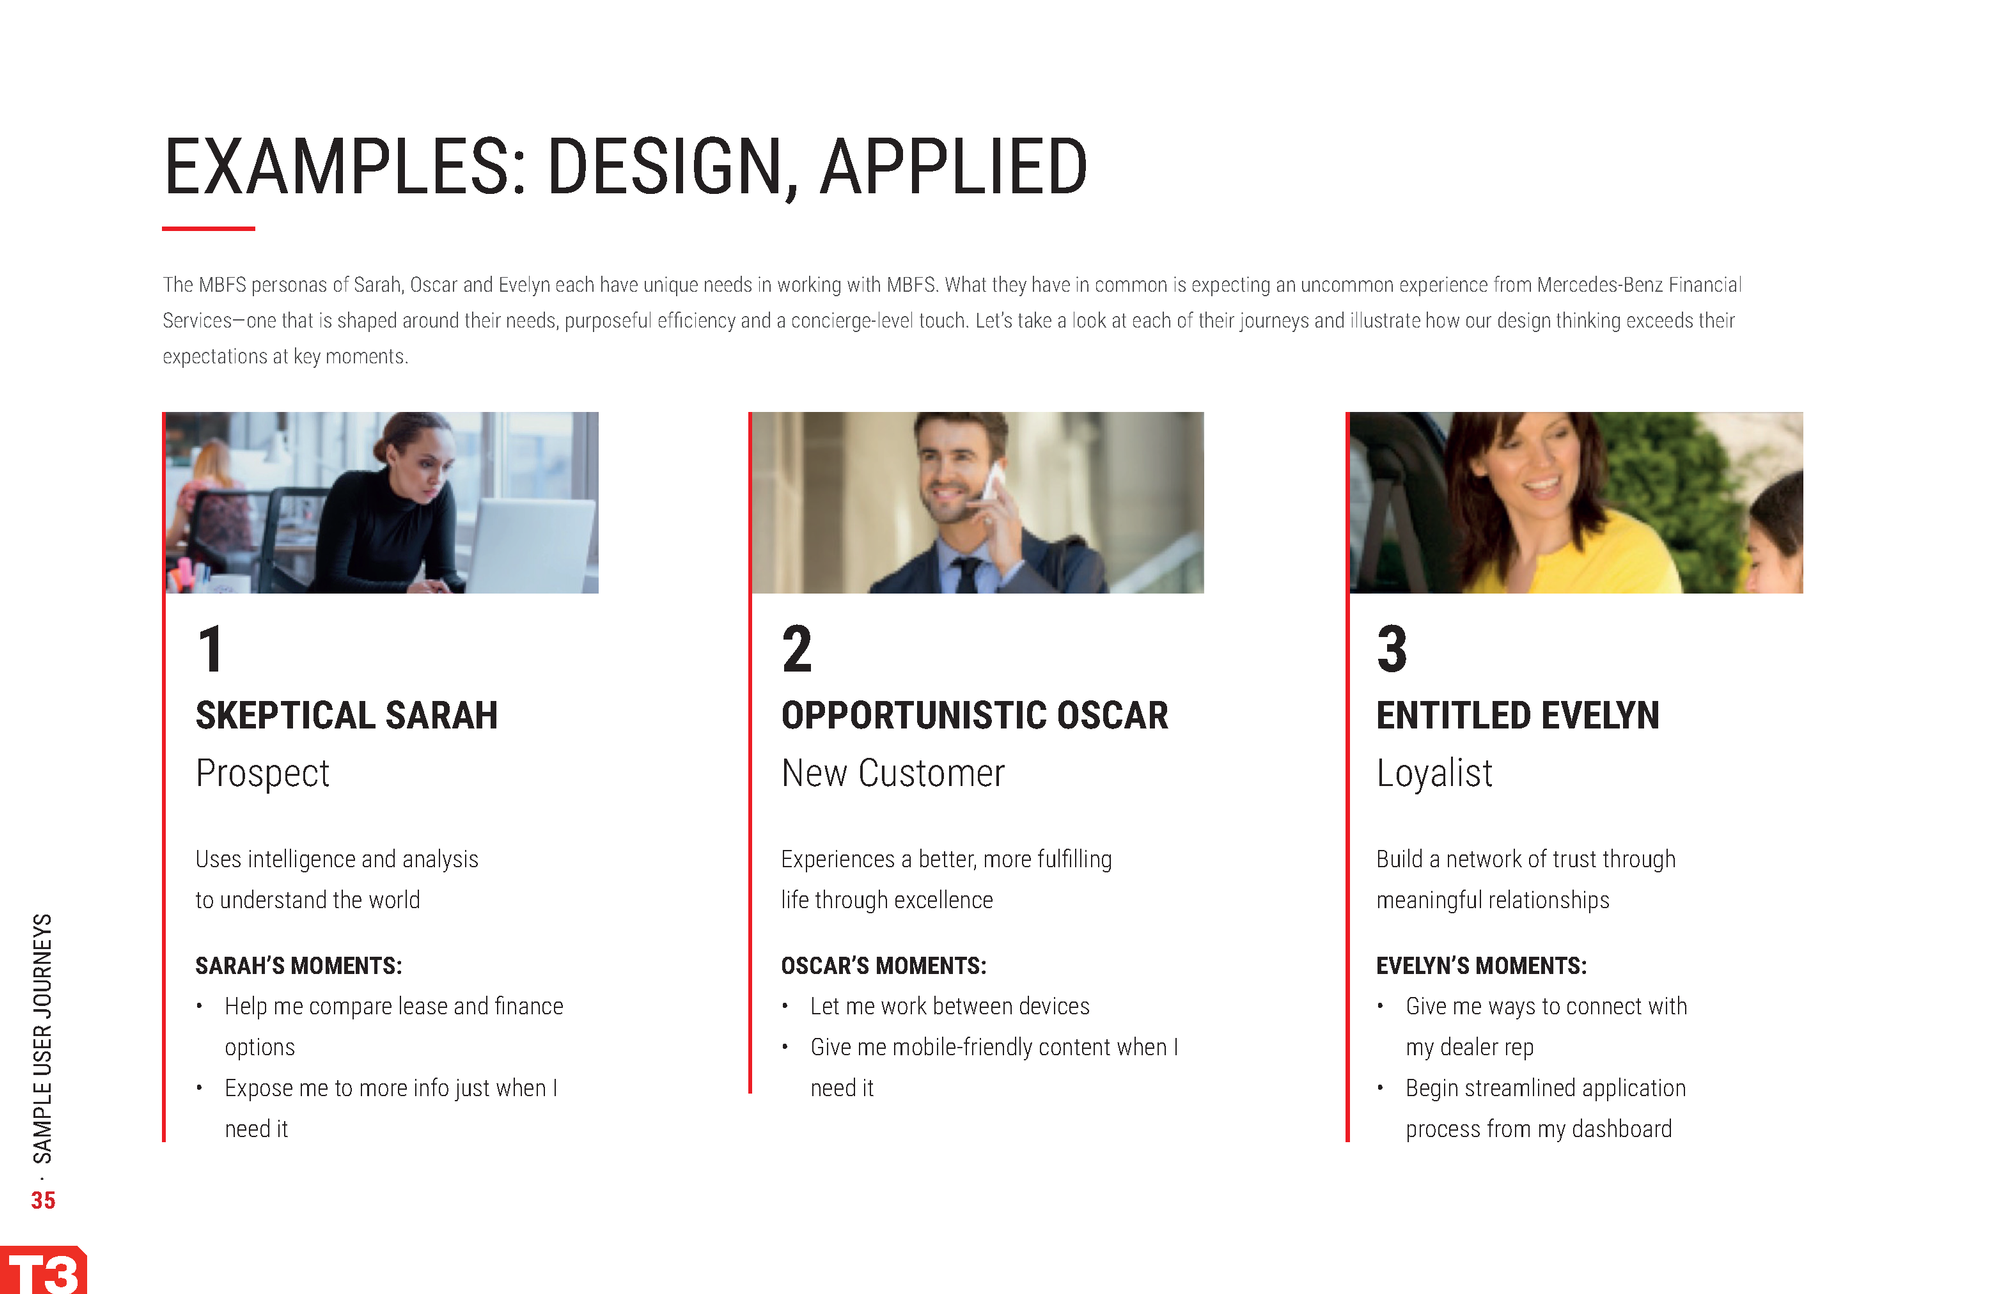 EXAMPLES: DESIGN, APPLIED
The MBFS personas of Sarah, Oscar and Evelyn each have unique needs in working with MBFS. What they have in common is expecting an uncommon experience from Mercedes-Benz Financial
Services—one that is shaped around their needs, purposeful efficiency and a concierge-level touch. Let’s take a look at each of their journeys and illustrate how our design thinking exceeds their
expectations at key moments.
1
SKEPTICAL SARAH
Prospect
Uses intelligence and analysis
to understand the world
SARAH’S MOMENTS:
• Help me compare lease and finance
options
• Expose me to more info just when I
need it
2
OPPORTUNISTIC OSCAR
New Customer
Experiences a better, more fulfilling
life through excellence
OSCAR’S MOMENTS:
• Let me work between devices
• Give me mobile-friendly content when I
need it
3
ENTITLED EVELYN
Loyalist
Build a network of trust through
meaningful relationships
EVELYN’S MOMENTS:
• Give me ways to connect with
my dealer rep
• Begin streamlined application
process from my dashboard
35 · SAMPLE USER JOURNEYS
T3